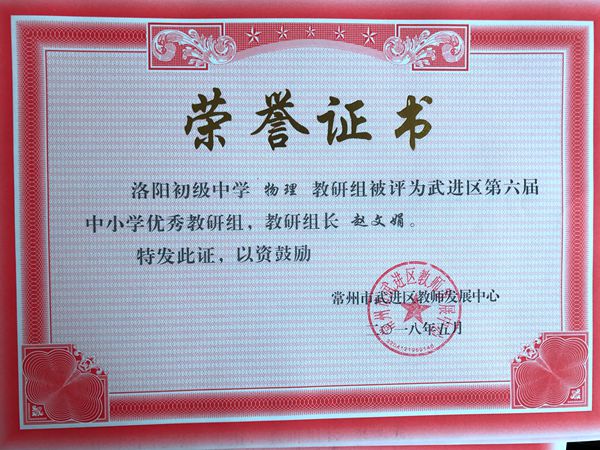 荣誉证书
洛阳初级中学 物理 教研组被评为武进区第六届
中小学优秀教研组，教研组长 赵文娟。
特发此证，以资鼓励
常州市武进区教师发展中心
二〇一八年五月